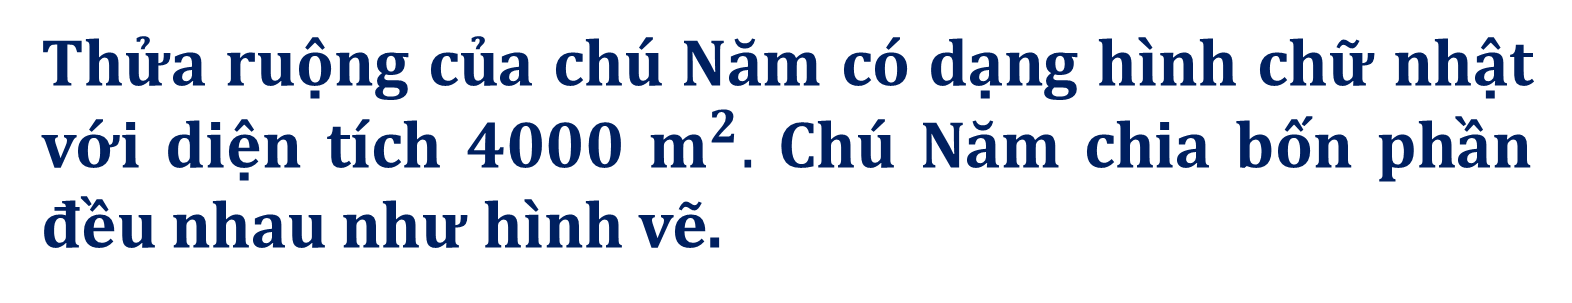 Thửa ruộng của chú Năm có dạng hình chữ nhật
với diện tích 4000 m². Chú Năm chia bốn phần
đều nhau như hình vẽ.